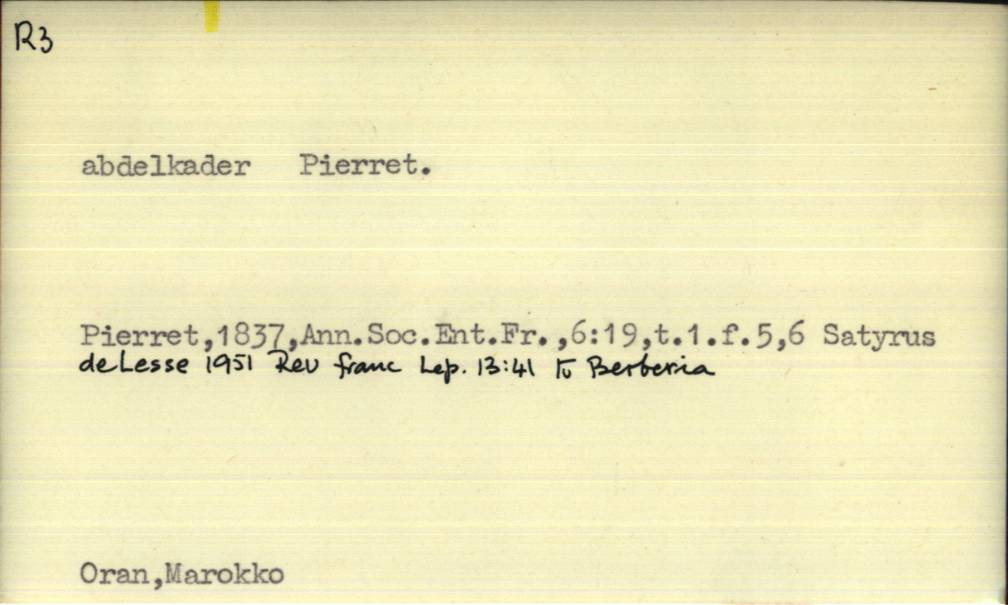 R3
abdelkader Pierret.
Pierret,1837,Ann.Soc.Ent.Fr.,6:19,t.1.f.5,6 Satyrus
deLesse 1951 Rev franc Lep. 13:41 To Berberia
Oran,Marokko